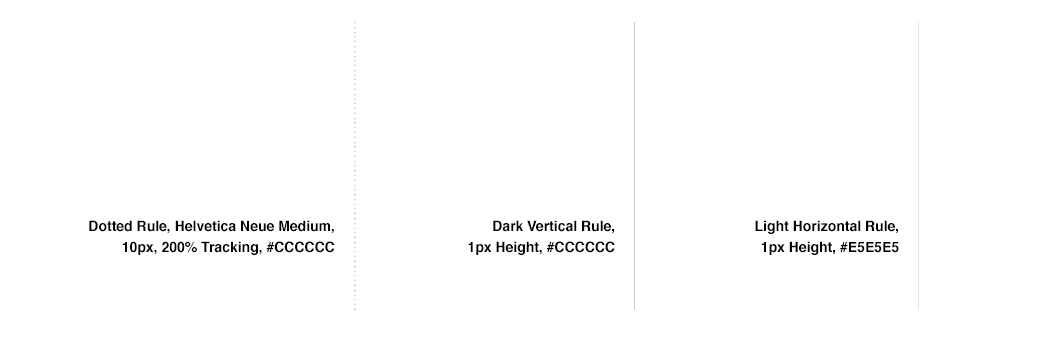 Dotted Rule, Helvetica Neue Medium,
10px, 200% Tracking, #CCCCCC
Dark Vertical Rule,
1px Height, #CCCCCC
Light Horizontal Rule,
1px Height, #E5E5E5